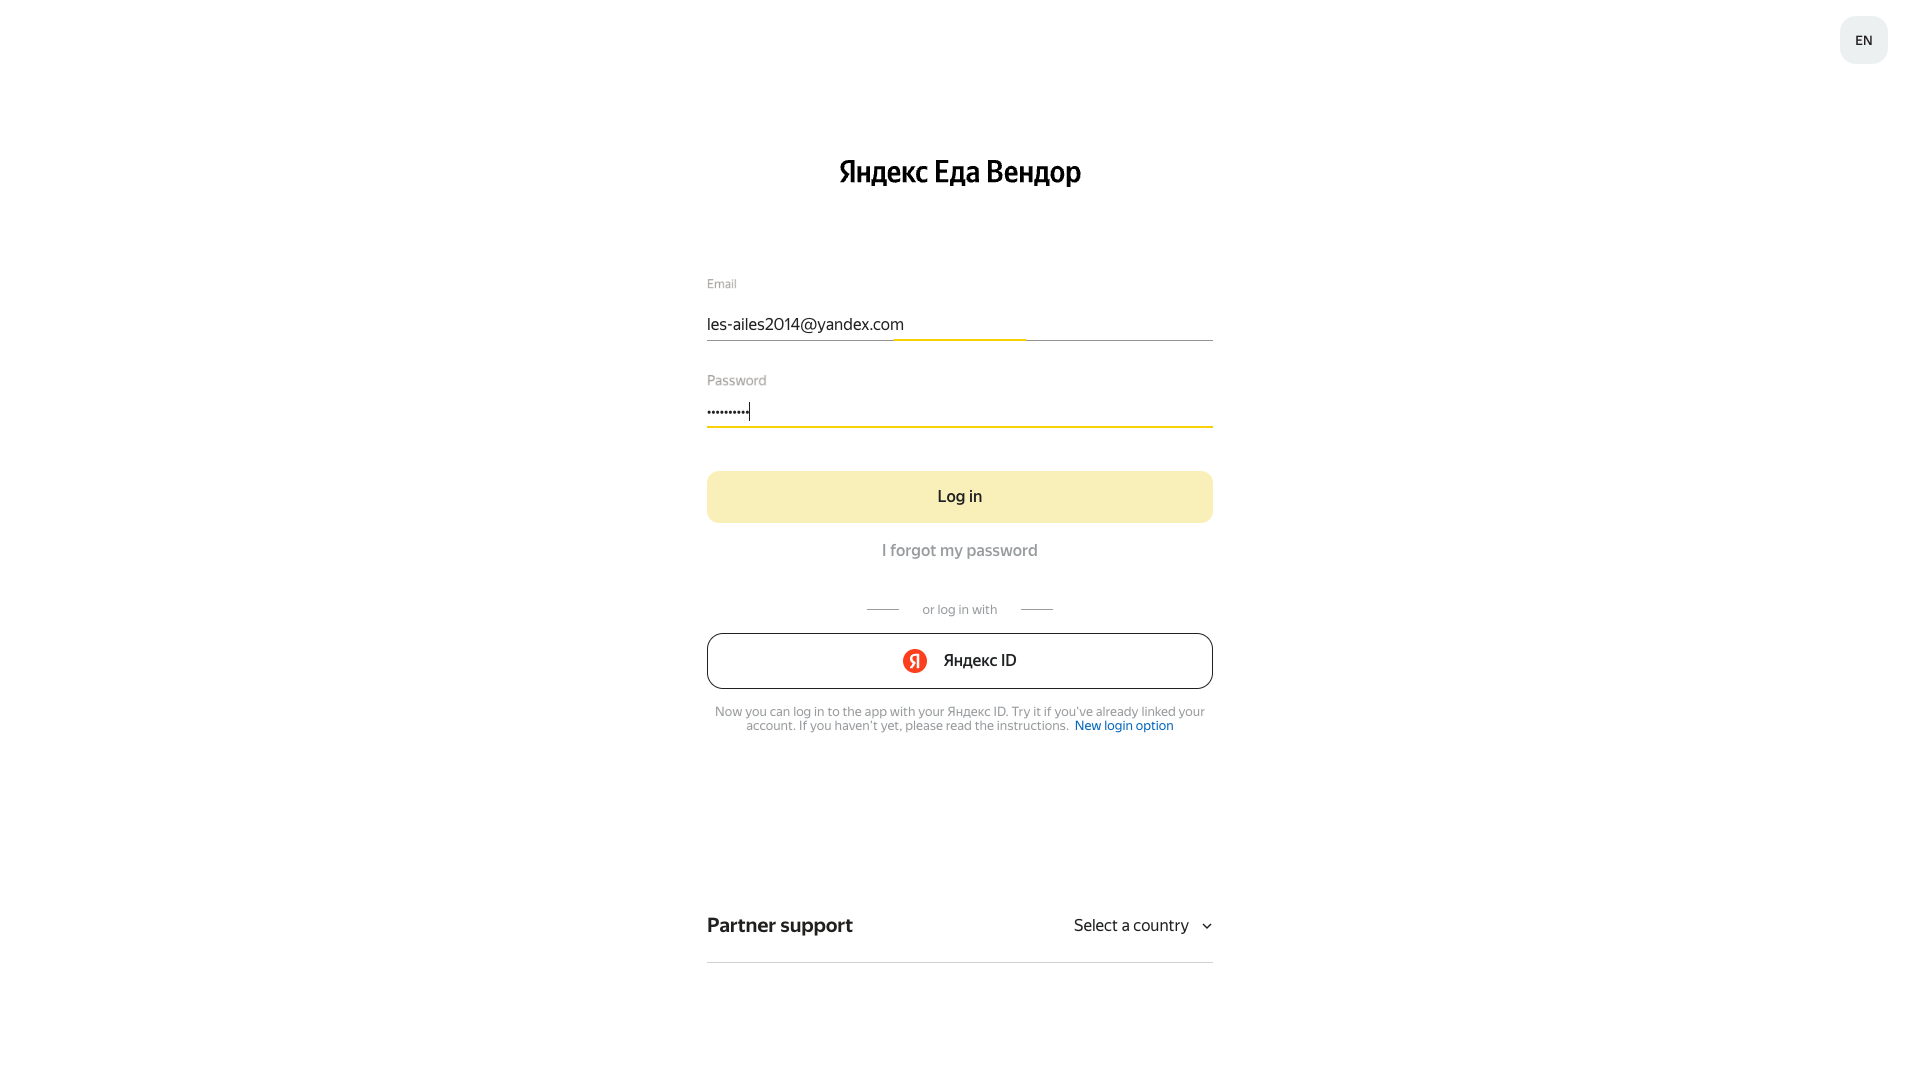 EN
Яндекс Еда Вендор
Email
les-ailes2014@yandex.com
Password
••••••••••
Log in
I forgot my password
or log in with
Я Яндекс ID
Now you can log in to the app with your Яндекс ID. Try it if you've already linked your
account. If you haven't yet, please read the instructions. New login option
Partner support
Select a country